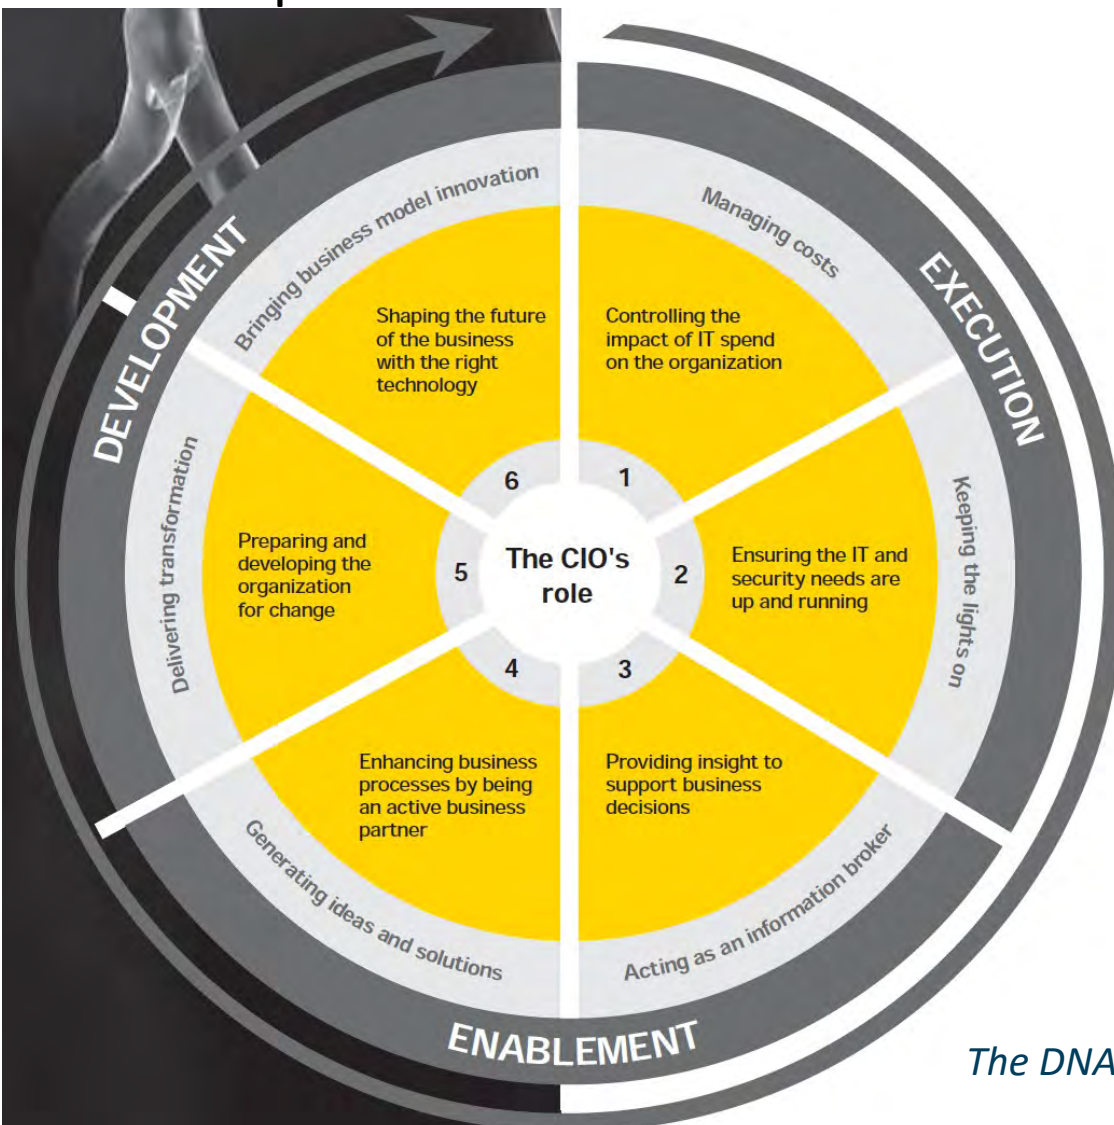 The CIO's
role
1
Controlling the
impact of IT spend
on the organization
Managing costs
2
Ensuring the IT and
security needs are
up and running
Keeping the lights on
EXECUTION
3
Providing insight to
support business
decisions
Acting as an information broker
4
Enhancing business
processes by being
an active business
partner
Generating ideas and solutions
ENABLEMENT
5
Preparing and
developing the
organization
for change
Delivering transformation
6
Shaping the future
of the business
with the right
technology
Bringing business model innovation
DEVELOPMENT
The DNA